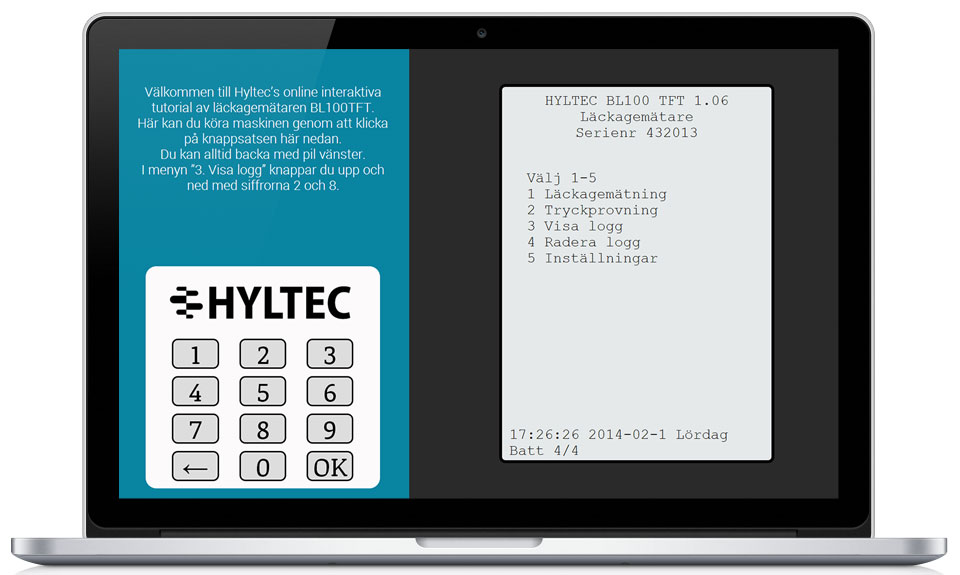 Välkommen till Hyltec's online interaktiva
tutorial av läckagemätaren BL100TFT.
Här kan du köra maskinen genom att klicka
på knappsatsen här nedan.
Du kan alltid backa med pil vänster.
I menyn "3. Visa logg" knappar du upp och
ned med siffrorna 2 och 8.
HYLTEC
1 2 3
4 5 6
7 8 9
← 0 OK
HYLTEC BL100 TFT 1.06
Läckagemätare
Serienr 432013
Välj 1-5
1 Läckagemätning
2 Tryckprovning
3 Visa logg
4 Radera logg
5 Inställningar
17:26:26 2014-02-1 Lördag
Batt 4/4